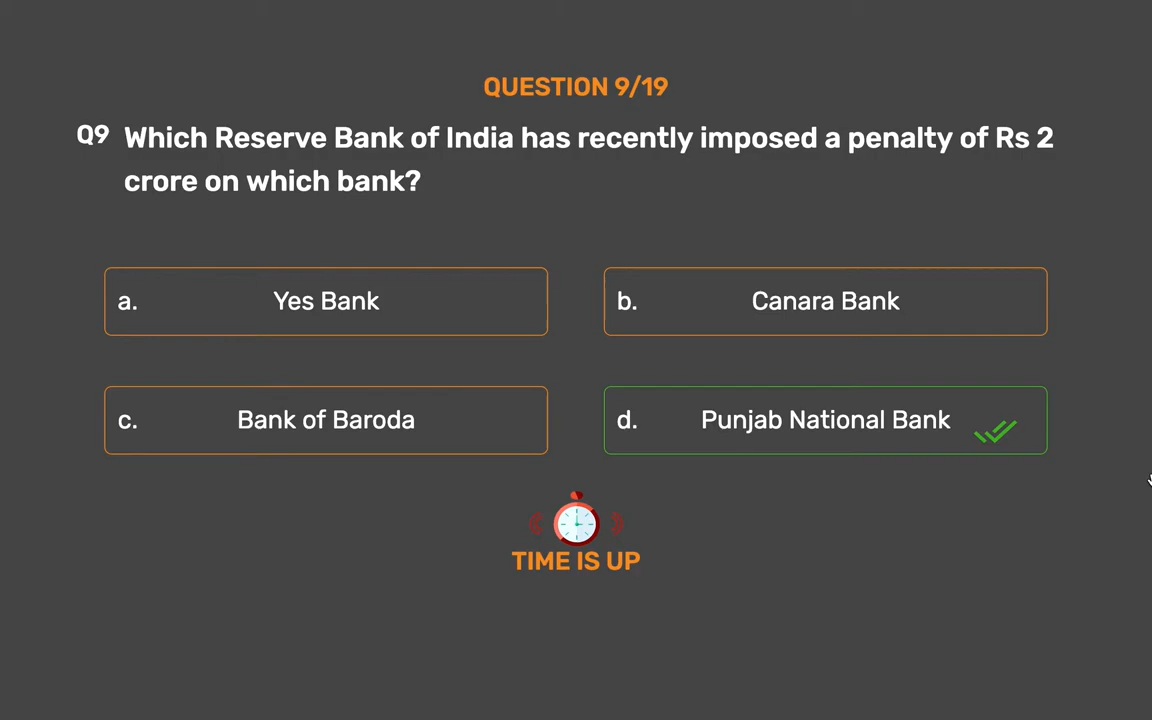 QUESTION 9/19
Q9 Which Reserve Bank of India has recently imposed a penalty of Rs 2
crore on which bank?
a. Yes Bank
b. Canara Bank
c. Bank of Baroda
d. Punjab National Bank
TIME IS UP